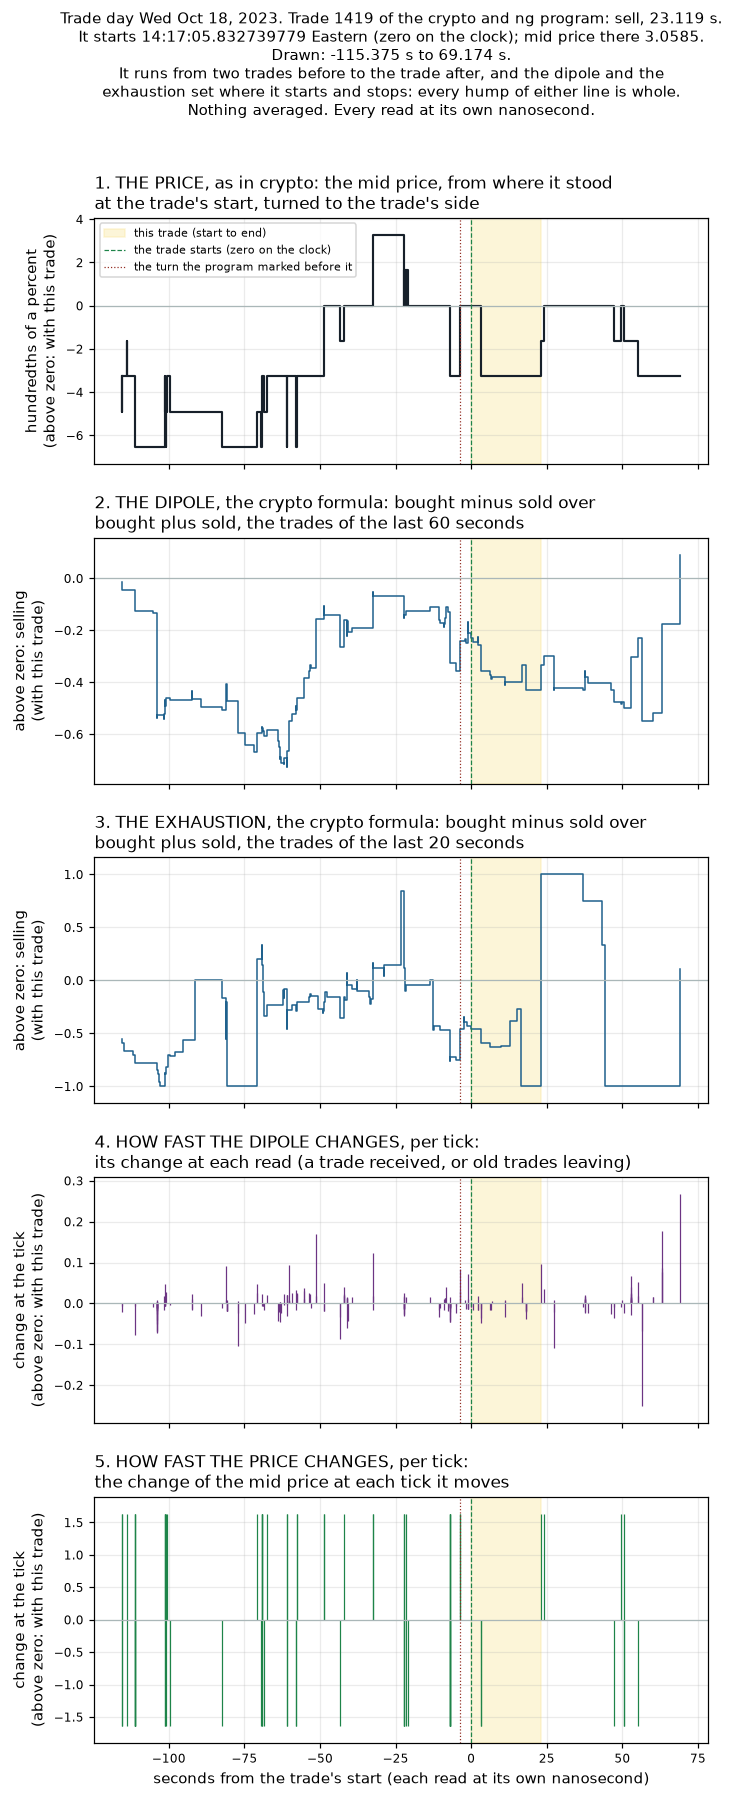 Trade day Wed Oct 18, 2023. Trade 1419 of the crypto and ng program: sell, 23.119 s.
It starts 14:17:05.832739779 Eastern (zero on the clock); mid price there 3.0585.
Drawn: -115.375 s to 69.174 s.
It runs from two trades before to the trade after, and the dipole and the
exhaustion set where it starts and stops: every hump of either line is whole.
Nothing averaged. Every read at its own nanosecond.
1. THE PRICE, as in crypto: the mid price, from where it stood
at the trade's start, turned to the trade's side
this trade (start to end)
the trade starts (zero on the clock)
the turn the program marked before it
hundredths of a percent
(above zero: with this trade)
4
2
0
−2
−4
−6
2. THE DIPOLE, the crypto formula: bought minus sold over
bought plus sold, the trades of the last 60 seconds
above zero: selling
(with this trade)
0.0
−0.2
−0.4
−0.6
3. THE EXHAUSTION, the crypto formula: bought minus sold over
bought plus sold, the trades of the last 20 seconds
above zero: selling
(with this trade)
1.0
0.5
0.0
−0.5
−1.0
4. HOW FAST THE DIPOLE CHANGES, per tick:
its change at each read (a trade received, or old trades leaving)
change at the tick
(above zero: with this trade)
0.3
0.2
0.1
0.0
−0.1
−0.2
5. HOW FAST THE PRICE CHANGES, per tick:
the change of the mid price at each tick it moves
change at the tick
(above zero: with this trade)
1.5
1.0
0.5
0.0
−0.5
−1.0
−1.5
−100
−75
−50
−25
0
25
50
75
seconds from the trade's start (each read at its own nanosecond)